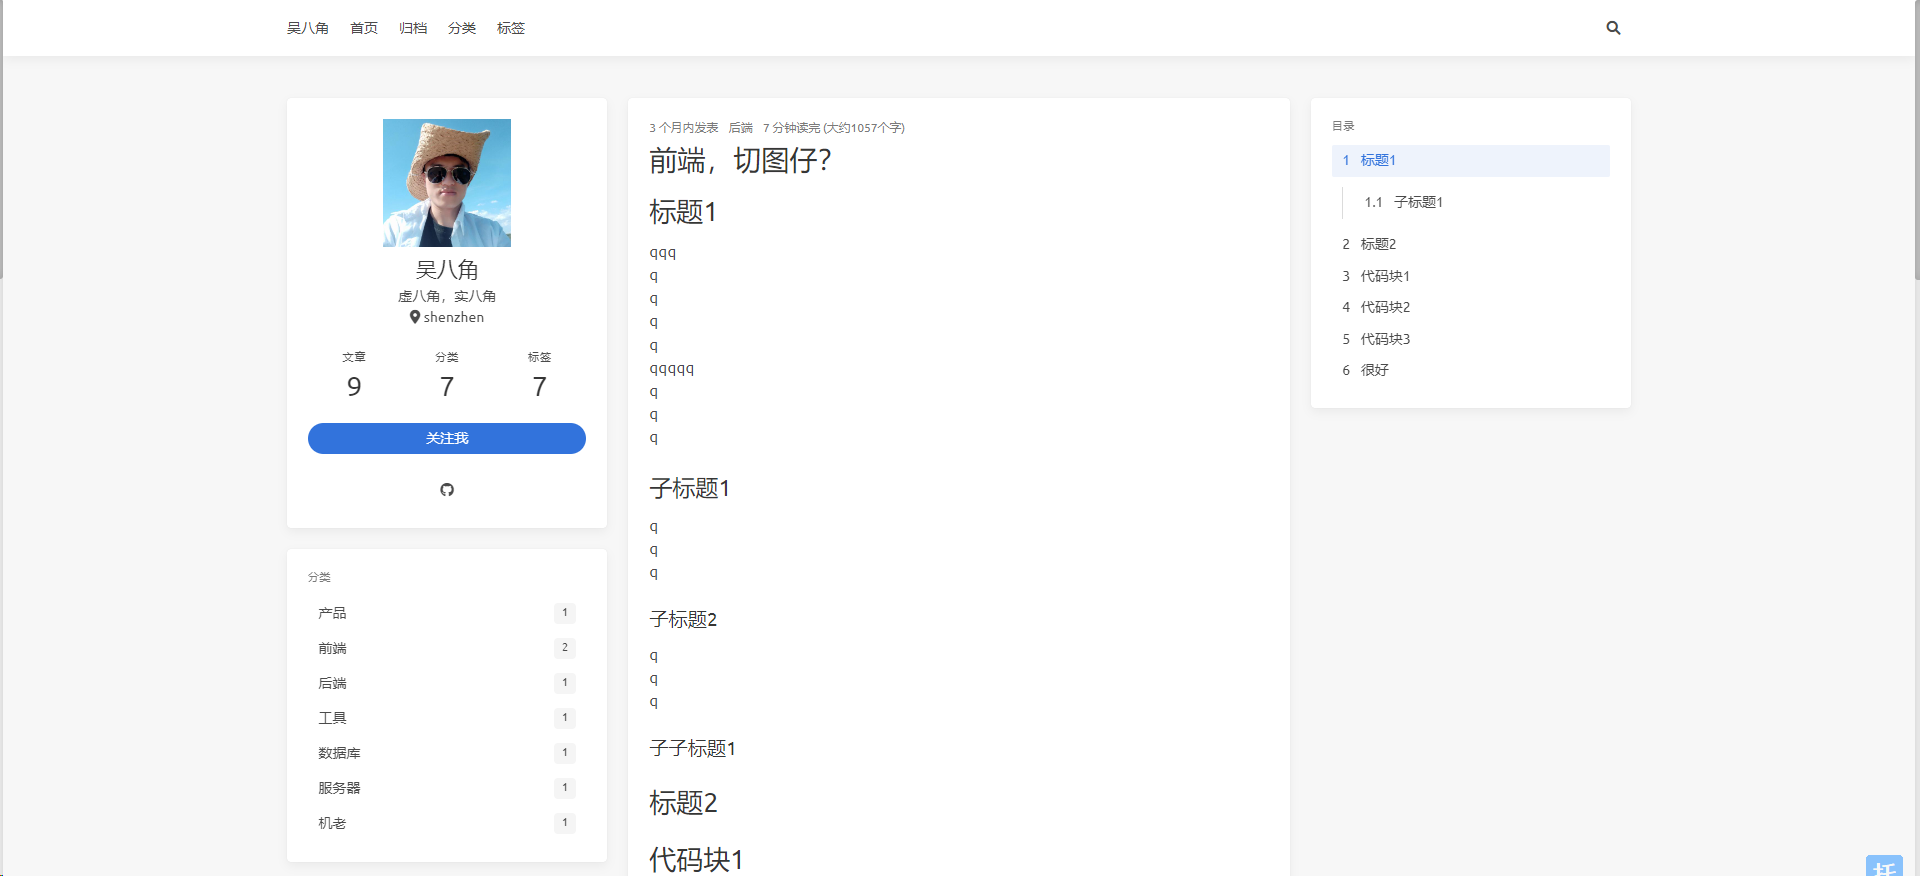 吴八角 首页 归档 分类 标签
吴八角
虚八角，实八角
shenzhen
文章 分类 标签
9 7 7
关注我
分类
产品 1
前端 2
后端 1
工具 1
数据库 1
服务器 1
机老 1
3 个月内发表 后端 7 分钟读完 (大约1057个字)
前端，切图仔？
标题1
qqq
q
q
q
q
qqqqq
q
q
q
子标题1
q
q
q
子标题2
q
q
q
子子标题1
标题2
代码块1
目录
1 标题1
1.1 子标题1
2 标题2
3 代码块1
4 代码块2
5 代码块3
6 很好